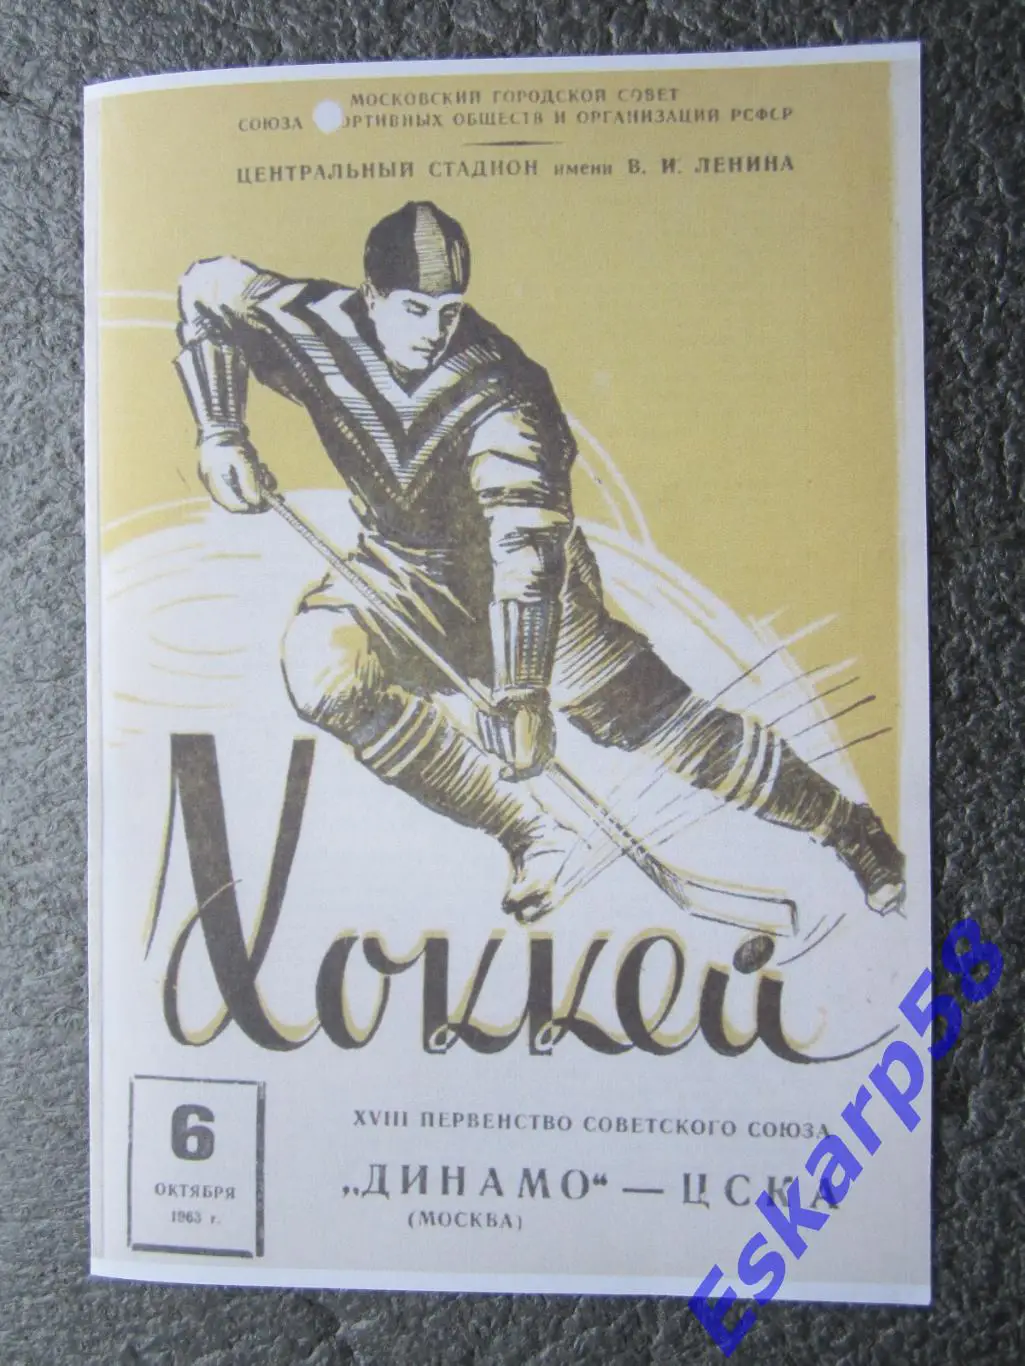 МОСКОВСКИЙ ГОРОДСКОЙ СОВЕТ
СОЮЗА ОРТИВНЫХ ОБЩЕСТВ И ОРГАНИЗАЦИЙ РСФСР
ЦЕНТРАЛЬНЫЙ СТАДИОН имени В. И. ЛЕНИНА
Хоккей
6
ОКТЯБРЯ
1963 г.
XVIII ПЕРВЕНСТВО СОВЕТСКОГО СОЮЗА
„ДИНАМО“ — ЦСКА
(МОСКВА)
Eskarp58